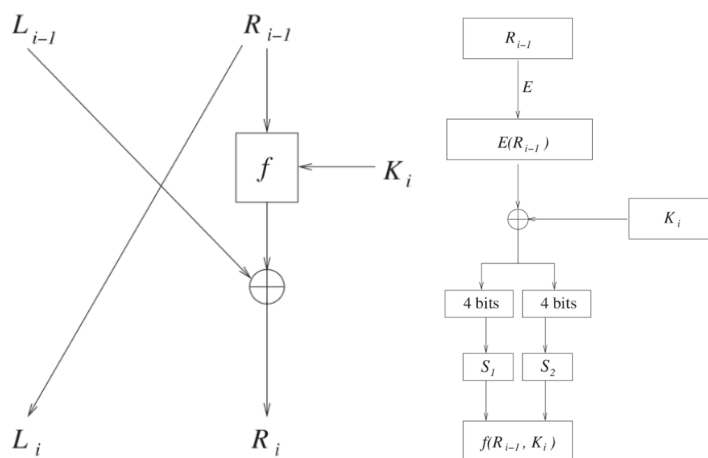 L_{i-1} R_{i-1}
f
K_i
L_i R_i
R_{i-1}
E
E(R_{i-1})
K_i
4 bits 4 bits
S_1 S_2
f(R_{i-1}, K_i)